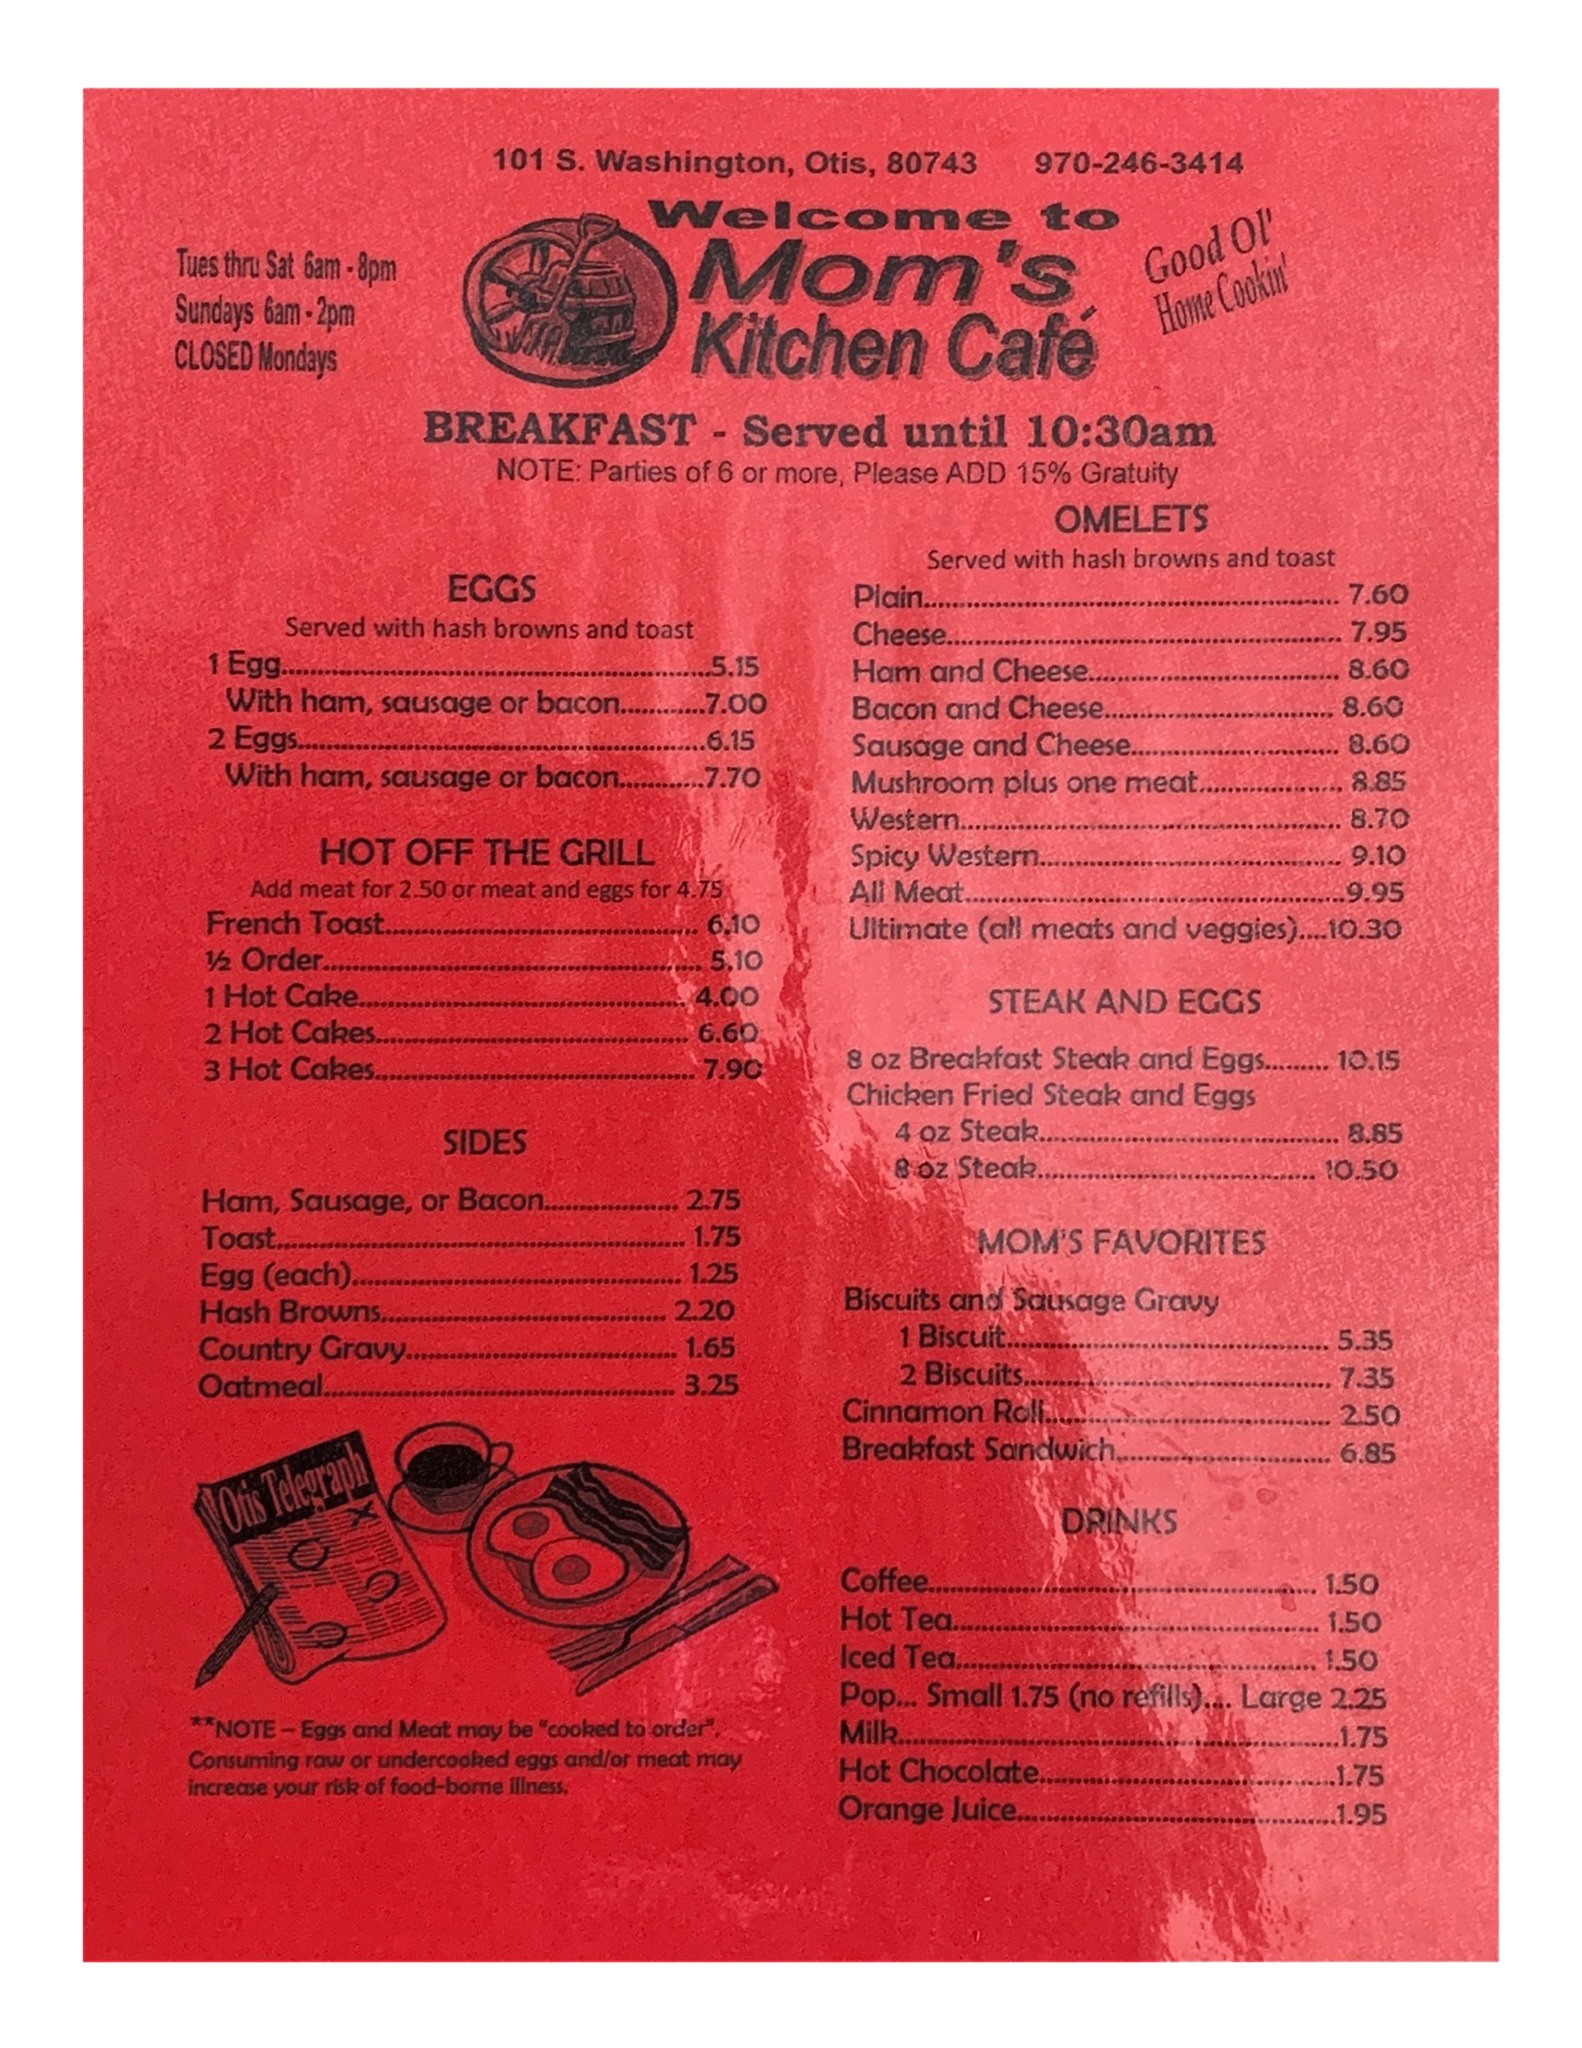 101 S. Washington, Otis, 80743 970-246-3414
Welcome to
Mom's
Kitchen Café
Good Ol'
Home Cookin'
Tues thru Sat 6am - 8pm
Sundays 6am - 2pm
CLOSED Mondays
BREAKFAST - Served until 10:30am
NOTE: Parties of 6 or more, Please ADD 15% Gratuity
EGGS
Served with hash browns and toast
1 Egg 5.15
With ham, sausage or bacon 7.00
2 Eggs 6.15
With ham, sausage or bacon 7.70
HOT OFF THE GRILL
Add meat for 2.50 or meat and eggs for 4.75
French Toast 6.10
½ Order 5.10
1 Hot Cake 4.00
2 Hot Cakes 6.60
3 Hot Cakes 7.90
SIDES
Ham, Sausage, or Bacon 2.75
Toast 1.75
Egg (each) 1.25
Hash Browns 2.20
Country Gravy 1.65
Oatmeal 3.25
Otis Telegraph
**NOTE – Eggs and Meat may be "cooked to order".
Consuming raw or undercooked eggs and/or meat may
increase your risk of food-borne illness.
OMELETS
Served with hash browns and toast
Plain 7.60
Cheese 7.95
Ham and Cheese 8.60
Bacon and Cheese 8.60
Sausage and Cheese 8.60
Mushroom plus one meat 8.85
Western 8.70
Spicy Western 9.10
All Meat 9.95
Ultimate (all meats and veggies) 10.30
STEAK AND EGGS
8 oz Breakfast Steak and Eggs 10.15
Chicken Fried Steak and Eggs
4 oz Steak 8.85
8 oz Steak 10.50
MOM'S FAVORITES
Biscuits and Sausage Gravy
1 Biscuit 5.35
2 Biscuits 7.35
Cinnamon Roll 2.50
Breakfast Sandwich 6.85
DRINKS
Coffee 1.50
Hot Tea 1.50
Iced Tea 1.50
Pop... Small 1.75 (no refills).... Large 2.25
Milk 1.75
Hot Chocolate 1.75
Orange Juice 1.95